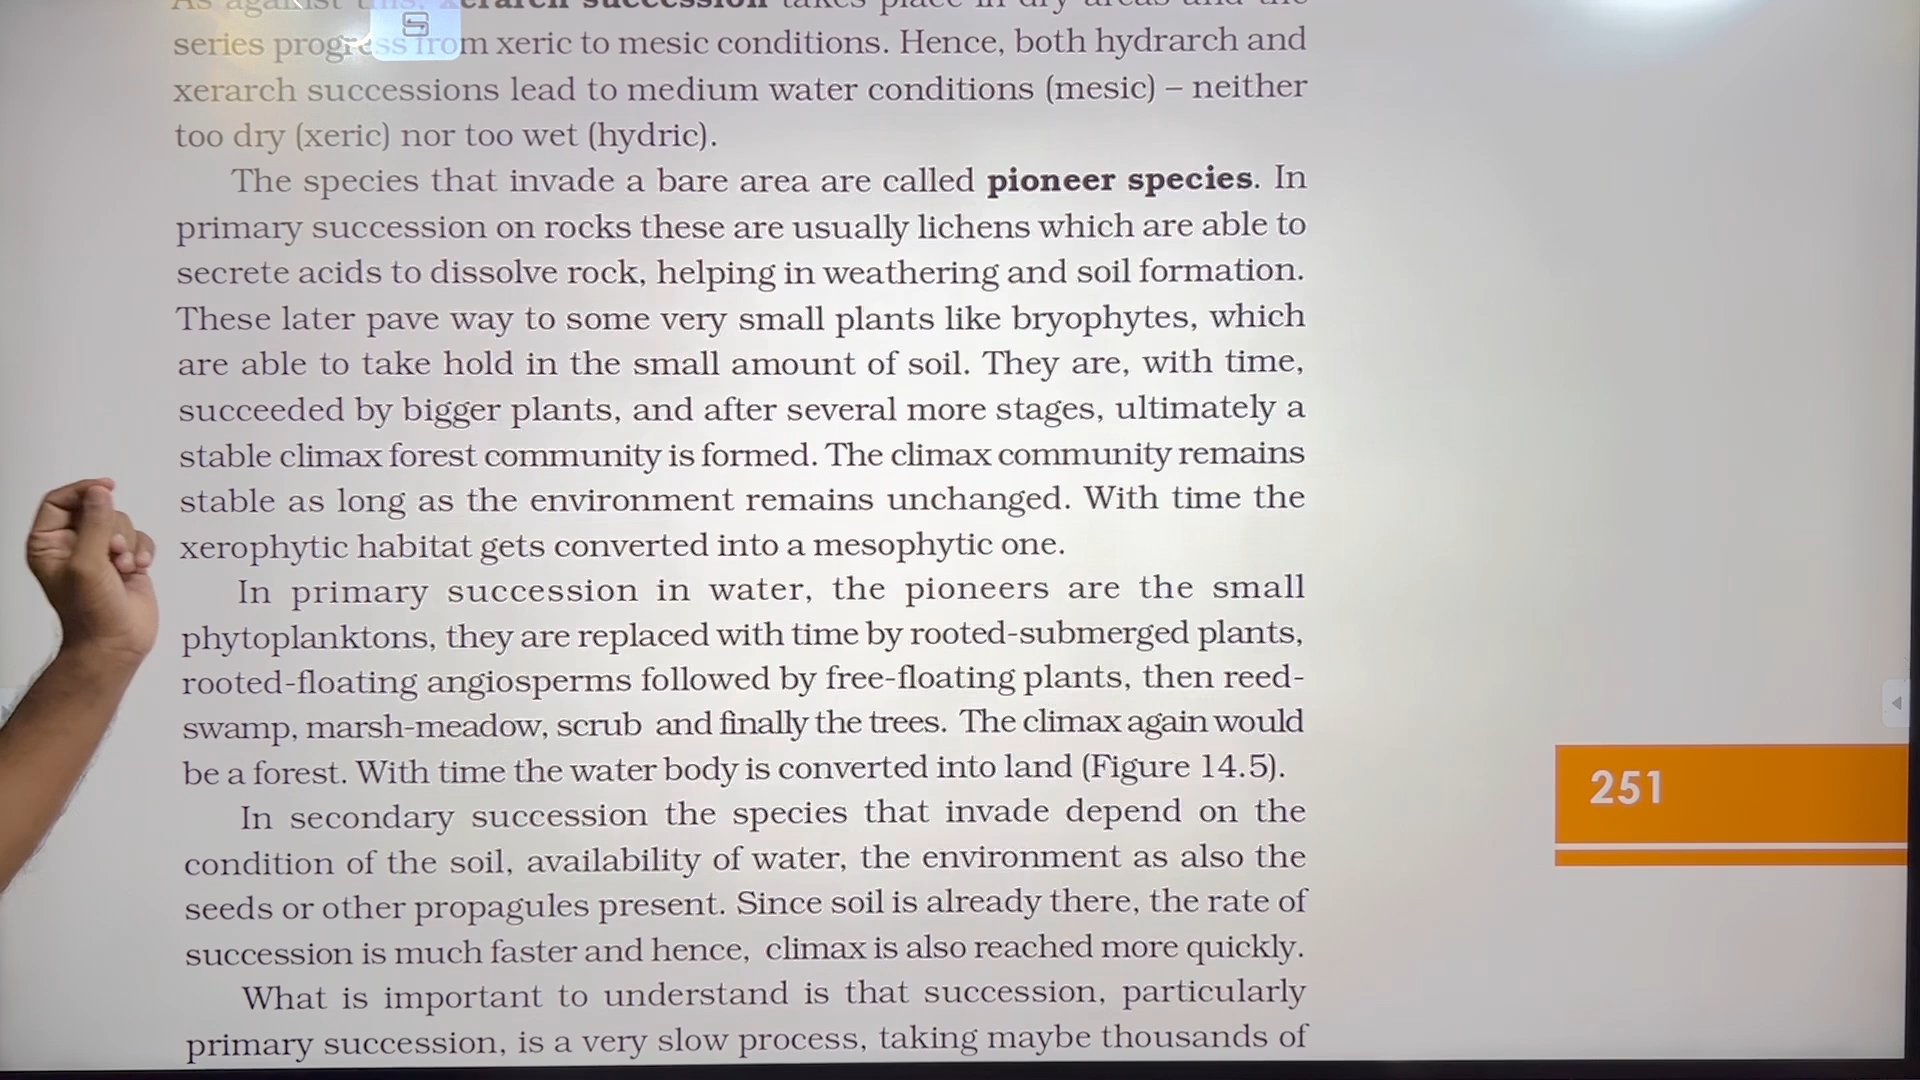 As against this, xerarch succession takes place in dry areas and the
series progress from xeric to mesic conditions. Hence, both hydrarch and
xerarch successions lead to medium water conditions (mesic) – neither
too dry (xeric) nor too wet (hydric).
The species that invade a bare area are called pioneer species. In
primary succession on rocks these are usually lichens which are able to
secrete acids to dissolve rock, helping in weathering and soil formation.
These later pave way to some very small plants like bryophytes, which
are able to take hold in the small amount of soil. They are, with time,
succeeded by bigger plants, and after several more stages, ultimately a
stable climax forest community is formed. The climax community remains
stable as long as the environment remains unchanged. With time the
xerophytic habitat gets converted into a mesophytic one.
In primary succession in water, the pioneers are the small
phytoplanktons, they are replaced with time by rooted-submerged plants,
rooted-floating angiosperms followed by free-floating plants, then reed-
swamp, marsh-meadow, scrub and finally the trees. The climax again would
be a forest. With time the water body is converted into land (Figure 14.5).
In secondary succession the species that invade depend on the
condition of the soil, availability of water, the environment as also the
seeds or other propagules present. Since soil is already there, the rate of
succession is much faster and hence, climax is also reached more quickly.
What is important to understand is that succession, particularly
primary succession, is a very slow process, taking maybe thousands of
251